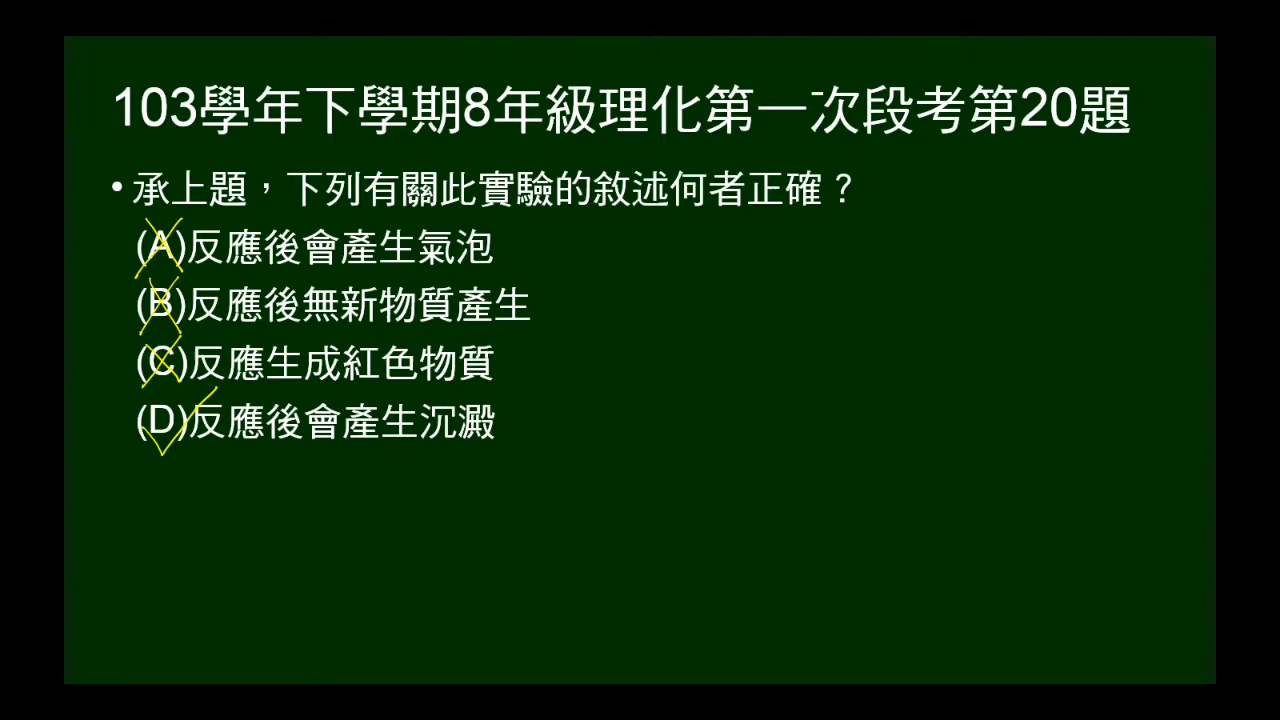 103學年下學期8年級理化第一次段考第20題
• 承上題，下列有關此實驗的敘述何者正確？
(A)反應後會產生氣泡
(B)反應後無新物質產生
(C)反應生成紅色物質
(D)反應後會產生沉澱